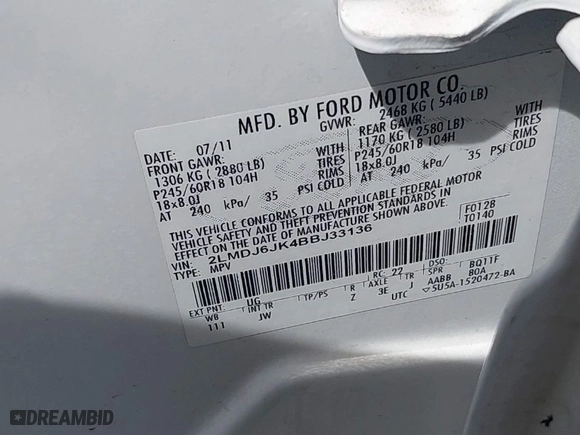 MFD. BY FORD MOTOR CO.
DATE: 07/11 GVWR: 2468 KG ( 5440 LB)
FRONT GAWR: REAR GAWR:
1306 KG ( 2880 LB) WITH 1170 KG ( 2580 LB) WITH
P245/60R18 104H TIRES P245/60R18 104H TIRES
18x8.0J RIMS 18x8.0J RIMS
AT 240 kPa/ 35 PSI COLD AT 240 kPa/ 35 PSI COLD
THIS VEHICLE CONFORMS TO ALL APPLICABLE FEDERAL MOTOR
VEHICLE SAFETY AND THEFT PREVENTION STANDARDS IN
EFFECT ON THE DATE OF MANUFACTURE SHOWN ABOVE.
VIN: 2LMDJ6JK4BBJ33136 F0128
TYPE: MPV T0140
EXT PNT: UG RC: 22 DSO: BQ11F
WB INT TR TP/PS R AXLE TR SPR AABB 80A
111 JW Z 3E J UTC 5U5A-1520472-BA
DREAMBID